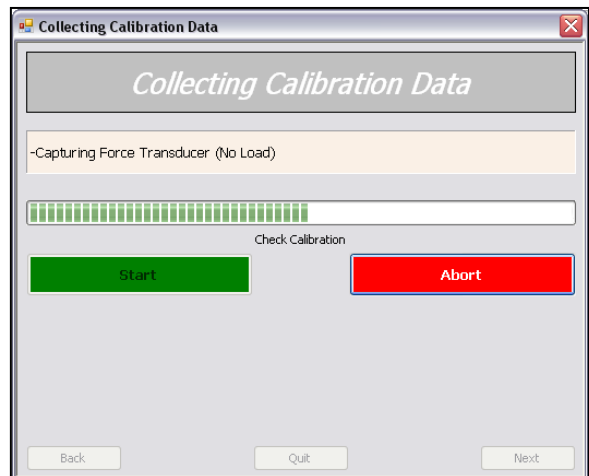 Collecting Calibration Data
Collecting Calibration Data
-Capturing Force Transducer (No Load)
Check Calibration
Start Abort
Back Quit Next